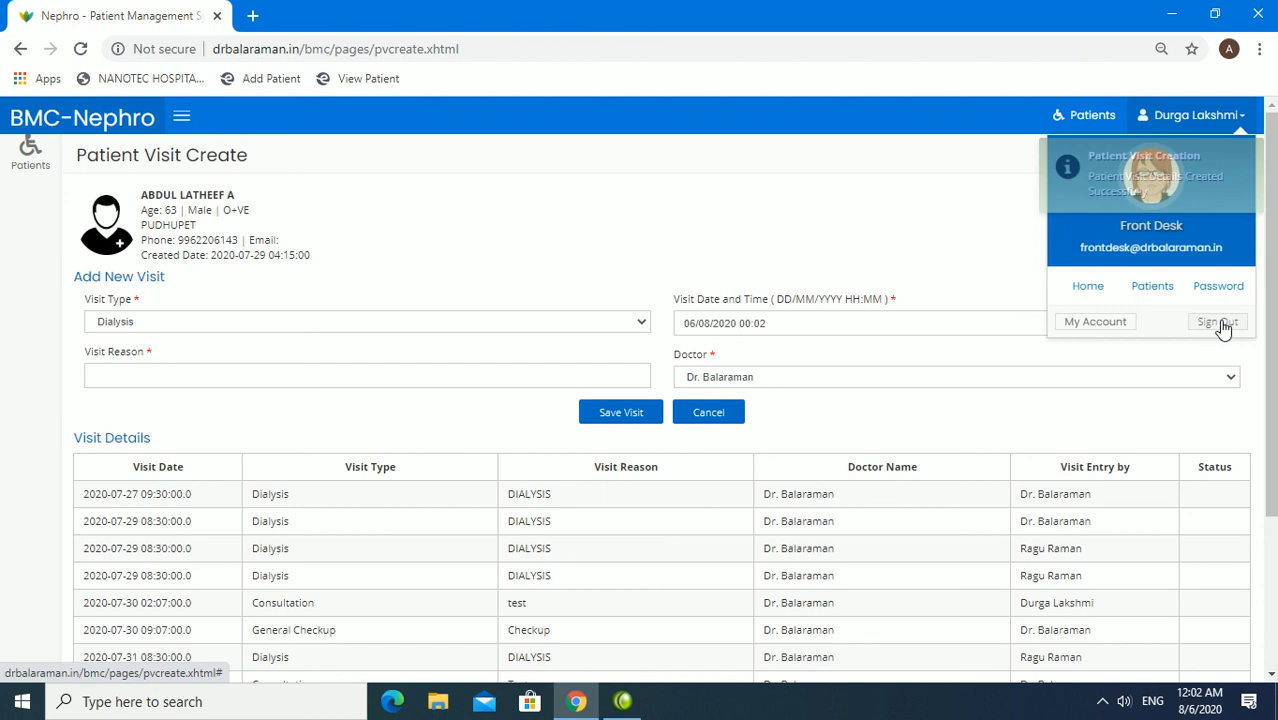 Nephro - Patient Management S
Not secure | drbalaraman.in/bmc/pages/pvcreate.xhtml
A
Apps NANOTEC HOSPITA... Add Patient View Patient
BMC-Nephro Patients Durga Lakshmi
Patients
Patient Visit Create
Patient Visit Creation
Patient Visit Details Created
Successfully
ABDUL LATHEEF A
Age: 63 | Male | O+VE
PUDHUPET
Phone: 9962206143 | Email:
Created Date: 2020-07-29 04:15:00
Front Desk
frontdesk@drbalaraman.in
Home Patients Password
My Account Sign Out
Add New Visit
Visit Type * Visit Date and Time ( DD/MM/YYYY HH:MM ) *
Dialysis 06/08/2020 00:02
Visit Reason * Doctor *
Dr. Balaraman
Save Visit Cancel
Visit Details
Visit Date Visit Type Visit Reason Doctor Name Visit Entry by Status
2020-07-27 09:30:00.0 Dialysis DIALYSIS Dr. Balaraman Dr. Balaraman
2020-07-29 08:30:00.0 Dialysis DIALYSIS Dr. Balaraman Dr. Balaraman
2020-07-29 08:30:00.0 Dialysis DIALYSIS Dr. Balaraman Ragu Raman
2020-07-29 08:30:00.0 Dialysis DIALYSIS Dr. Balaraman Ragu Raman
2020-07-30 02:07:00.0 Consultation test Dr. Balaraman Durga Lakshmi
2020-07-30 09:07:00.0 General Checkup Checkup Dr. Balaraman Dr. Balaraman
2020-07-31 08:30:00.0 Dialysis DIALYSIS Dr. Balaraman Ragu Raman
drbalaraman.in/bmc/pages/pvcreate.xhtml#
Type here to search ENG 12:02 AM
8/6/2020